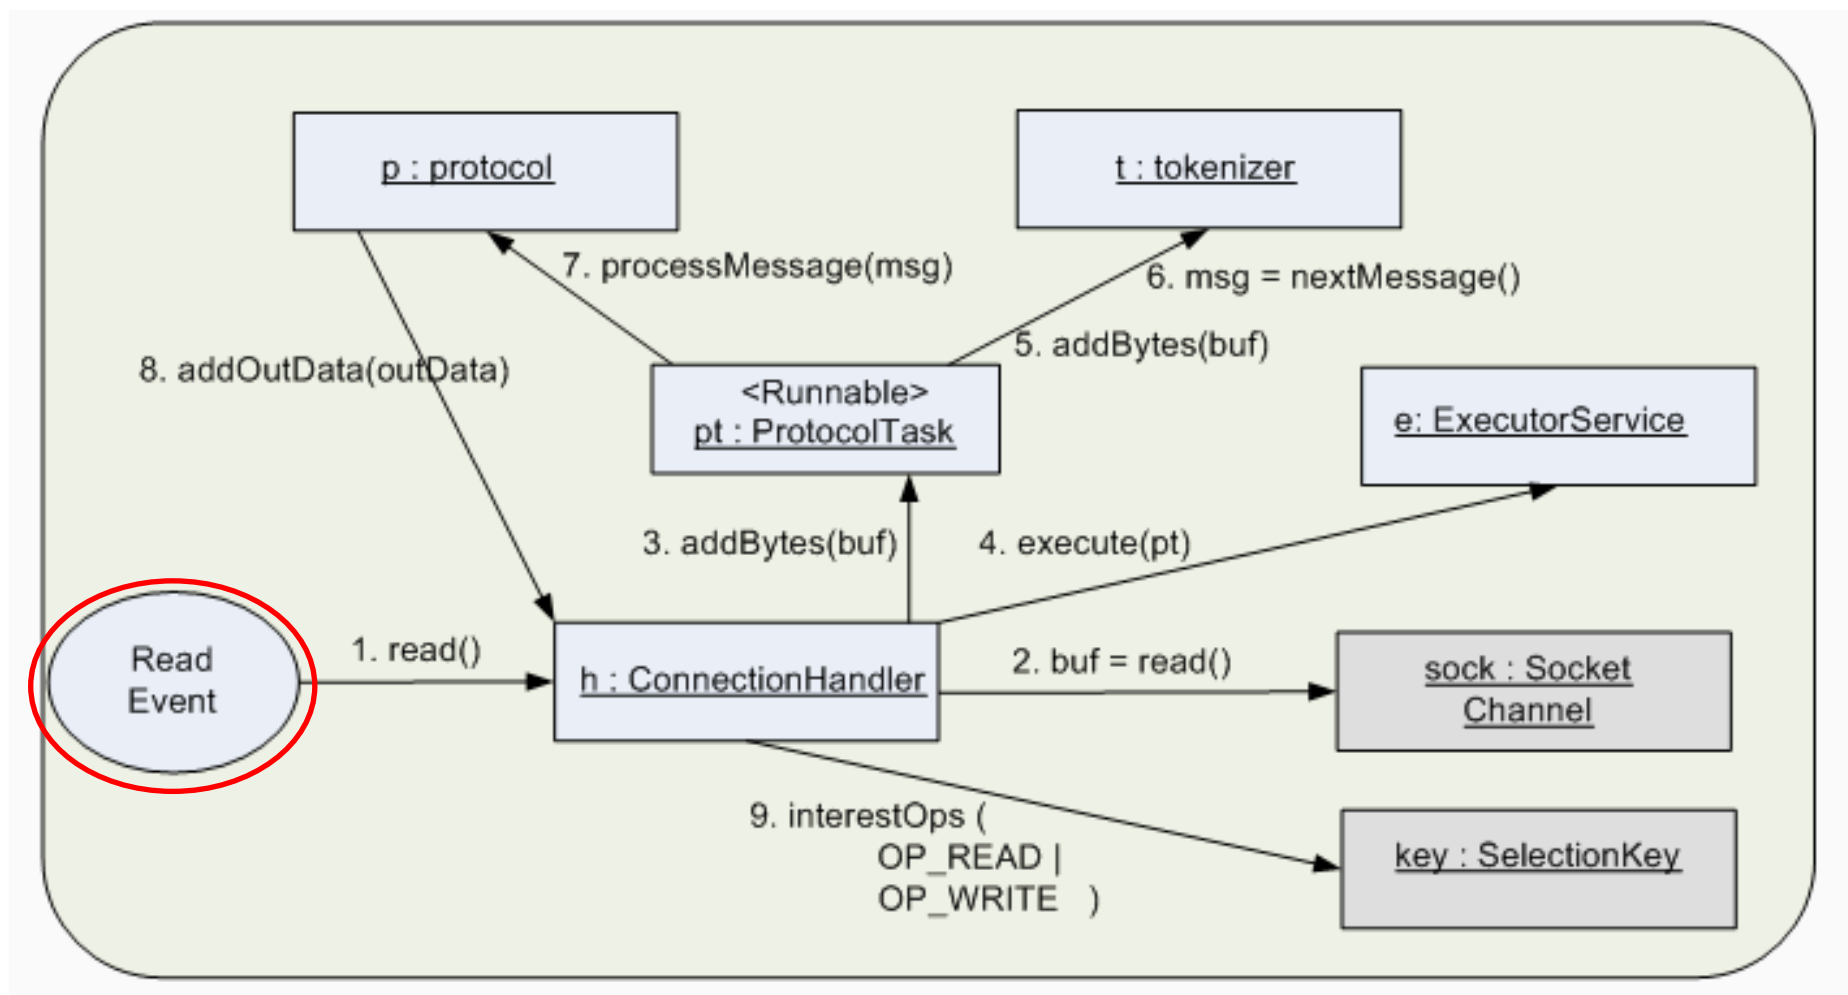 p : protocol
t : tokenizer
7. processMessage(msg)
6. msg = nextMessage()
5. addBytes(buf)
8. addOutData(outData)
<Runnable>
pt : ProtocolTask
e: ExecutorService
3. addBytes(buf)
4. execute(pt)
Read
Event
1. read()
h : ConnectionHandler
2. buf = read()
sock : Socket
Channel
9. interestOps (
OP_READ |
OP_WRITE )
key : SelectionKey